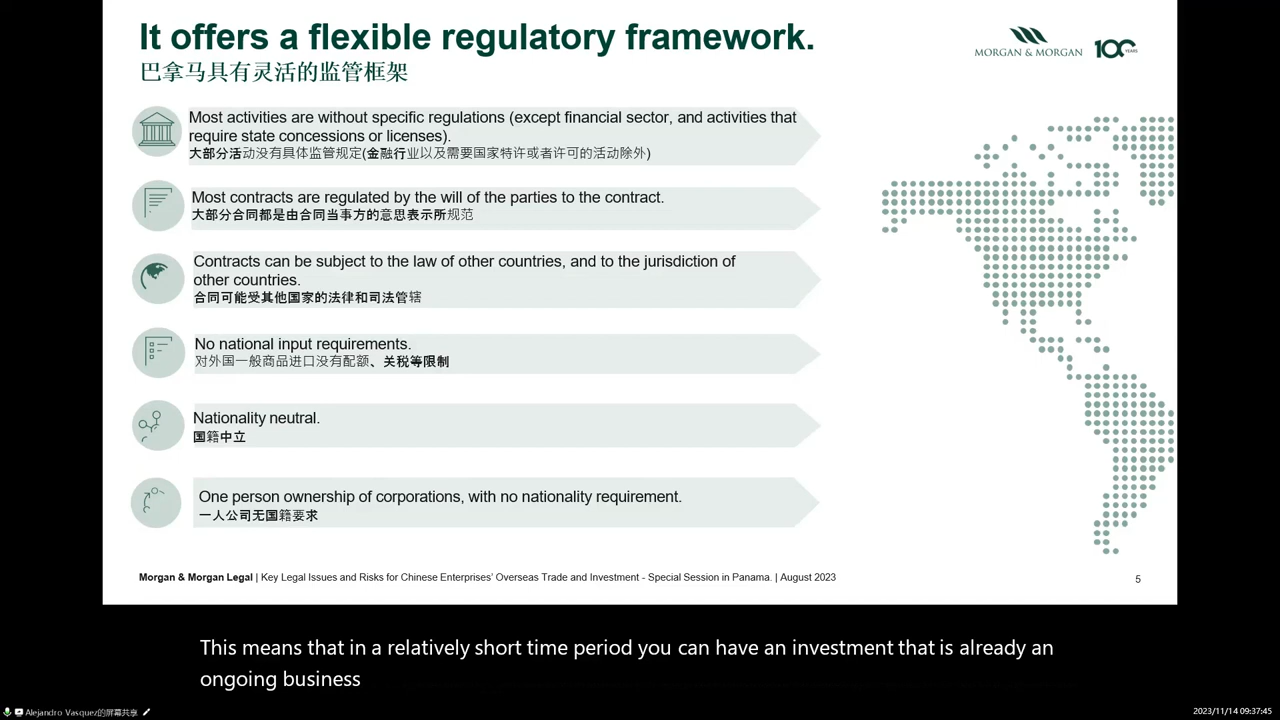 It offers a flexible regulatory framework.
巴拿马具有灵活的监管框架
MORGAN & MORGAN 100 YEARS
Most activities are without specific regulations (except financial sector, and activities that
require state concessions or licenses).
大部分活动没有具体监管规定(金融行业以及需要国家特许或者许可的活动除外)
Most contracts are regulated by the will of the parties to the contract.
大部分合同都是由合同当事方的意思表示所规范
Contracts can be subject to the law of other countries, and to the jurisdiction of
other countries.
合同可能受其他国家的法律和司法管辖
No national input requirements.
对外国一般商品进口没有配额、关税等限制
Nationality neutral.
国籍中立
One person ownership of corporations, with no nationality requirement.
一人公司无国籍要求
Morgan & Morgan Legal | Key Legal Issues and Risks for Chinese Enterprises' Overseas Trade and Investment - Special Session in Panama. | August 2023
5
This means that in a relatively short time period you can have an investment that is already an
ongoing business
Alejandro Vasquez的屏幕共享
2023/11/14 09:37:45